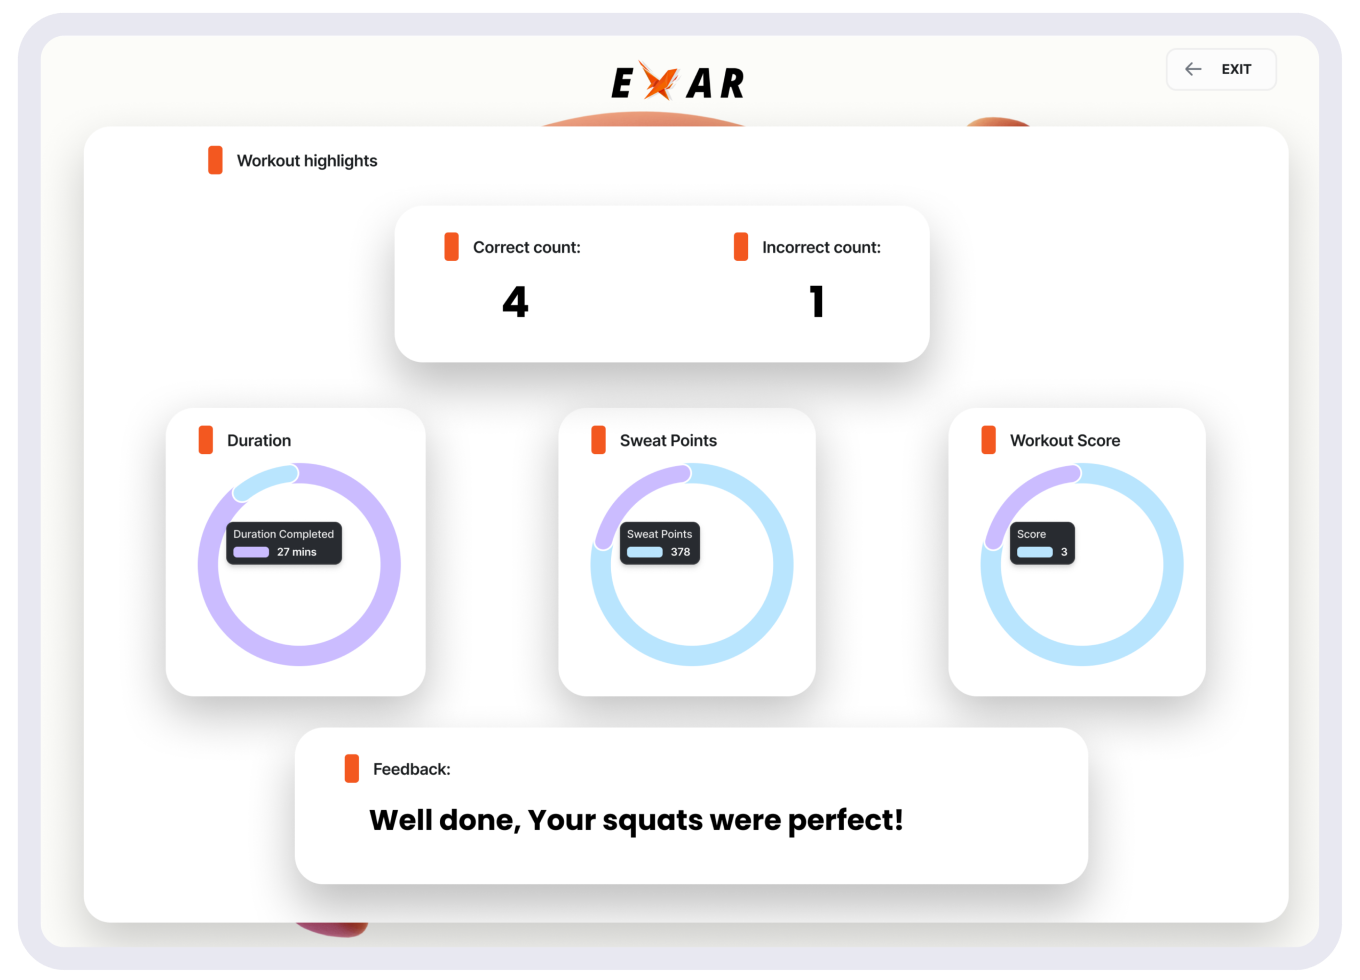 EXAR
EXIT
Workout highlights
Correct count:
Incorrect count:
4
1
Duration
Sweat Points
Workout Score
Duration Completed
27 mins
Sweat Points
378
Score
3
Feedback:
Well done, Your squats were perfect!